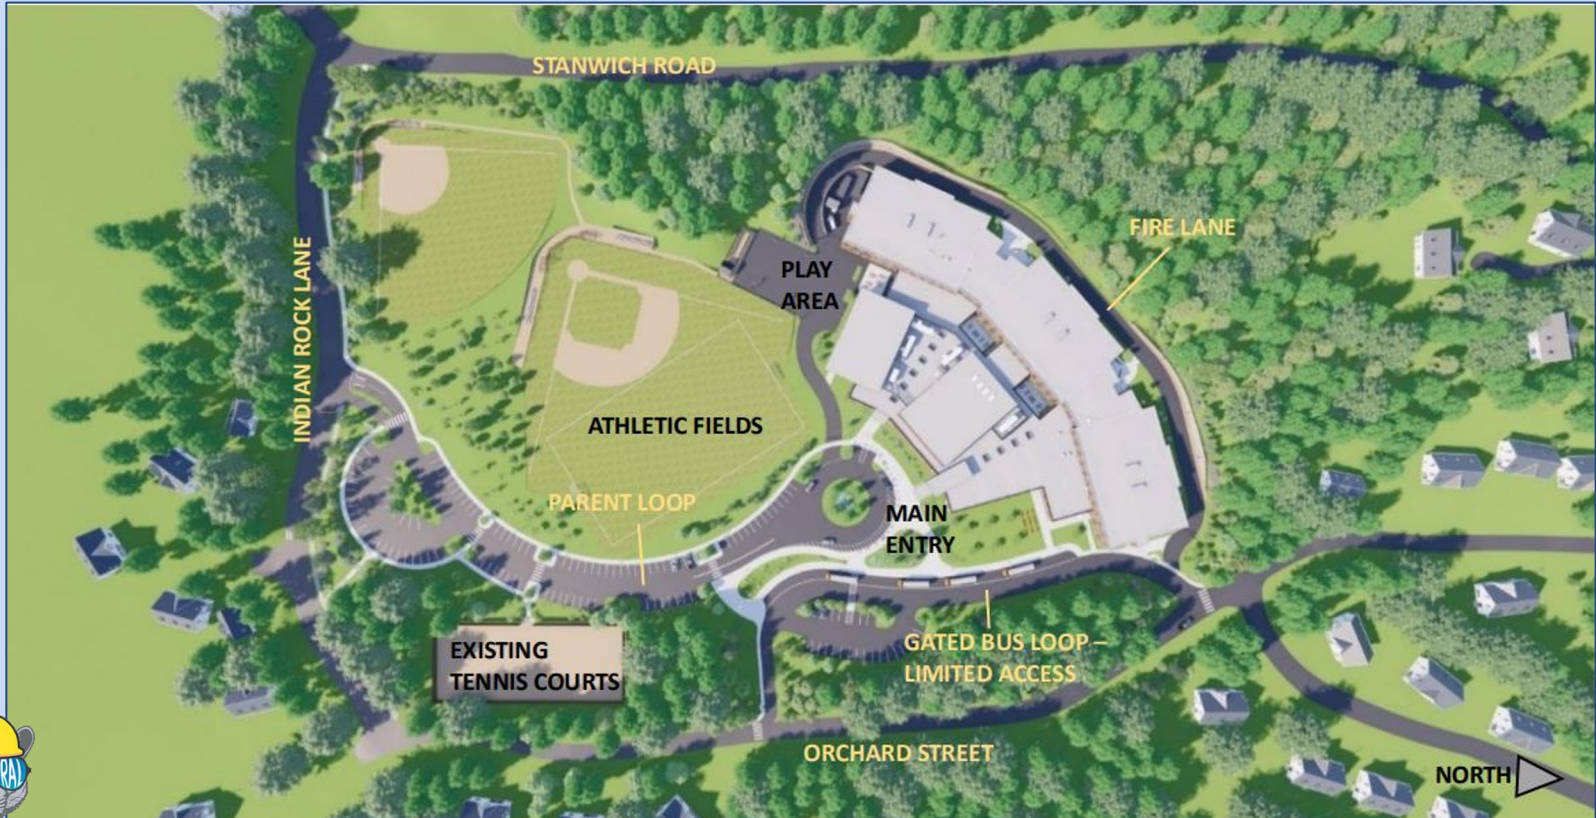 STANWICH ROAD
FIRE LANE
INDIAN ROCK LANE
PLAY
AREA
ATHLETIC FIELDS
PARENT LOOP
MAIN
ENTRY
EXISTING
TENNIS COURTS
GATED BUS LOOP –
LIMITED ACCESS
ORCHARD STREET
NORTH